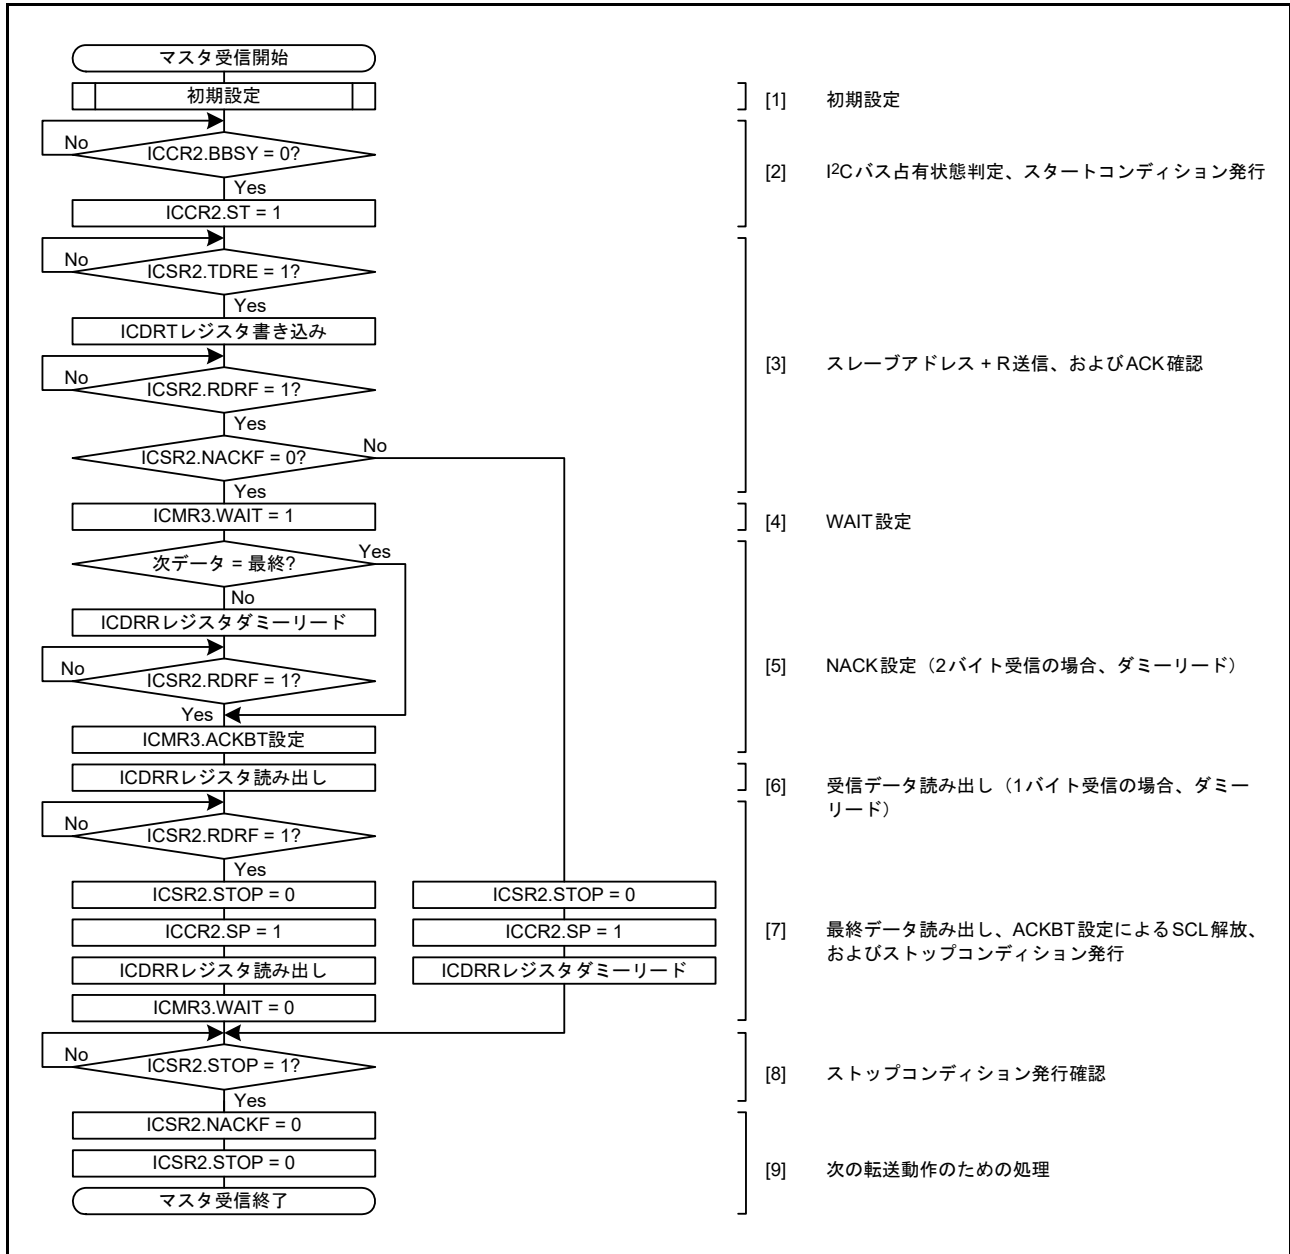 マスタ受信開始
初期設定
[1] 初期設定
No
ICCR2.BBSY = 0?
[2] I²Cバス占有状態判定、スタートコンディション発行
Yes
ICCR2.ST = 1
No
ICSR2.TDRE = 1?
Yes
ICDRTレジスタ書き込み
[3] スレーブアドレス + R送信、およびACK確認
No
ICSR2.RDRF = 1?
Yes
No
ICSR2.NACKF = 0?
Yes
ICMR3.WAIT = 1
[4] WAIT設定
Yes
次データ = 最終?
No
ICDRRレジスタダミーリード
No
ICSR2.RDRF = 1?
[5] NACK設定（2バイト受信の場合、ダミーリード）
Yes
ICMR3.ACKBT設定
ICDRRレジスタ読み出し
[6] 受信データ読み出し（1バイト受信の場合、ダミー
リード）
No
ICSR2.RDRF = 1?
Yes
ICSR2.STOP = 0
ICSR2.STOP = 0
ICCR2.SP = 1
ICCR2.SP = 1
[7] 最終データ読み出し、ACKBT設定によるSCL解放、
およびストップコンディション発行
ICDRRレジスタ読み出し
ICDRRレジスタダミーリード
ICMR3.WAIT = 0
No
ICSR2.STOP = 1?
[8] ストップコンディション発行確認
Yes
ICSR2.NACKF = 0
ICSR2.STOP = 0
[9] 次の転送動作のための処理
マスタ受信終了